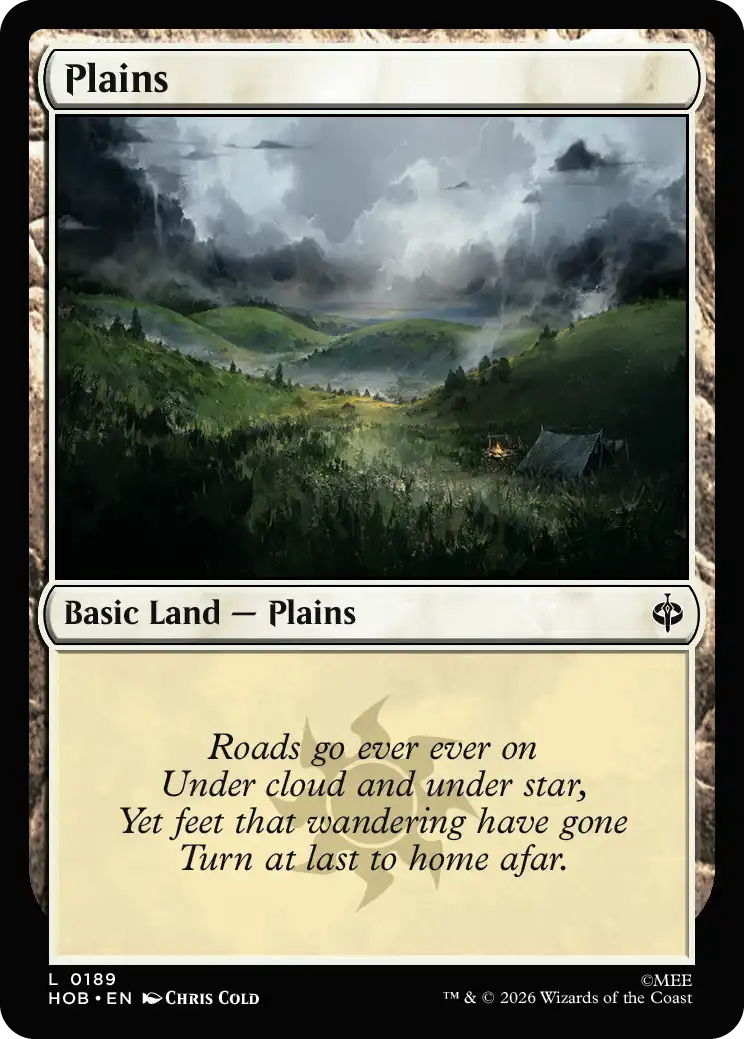 Plains
Basic Land — Plains
Roads go ever ever on
Under cloud and under star,
Yet feet that wandering have gone
Turn at last to home afar.
L 0189
©MEE
HOB • EN Chris Cold
™ & © 2026 Wizards of the Coast